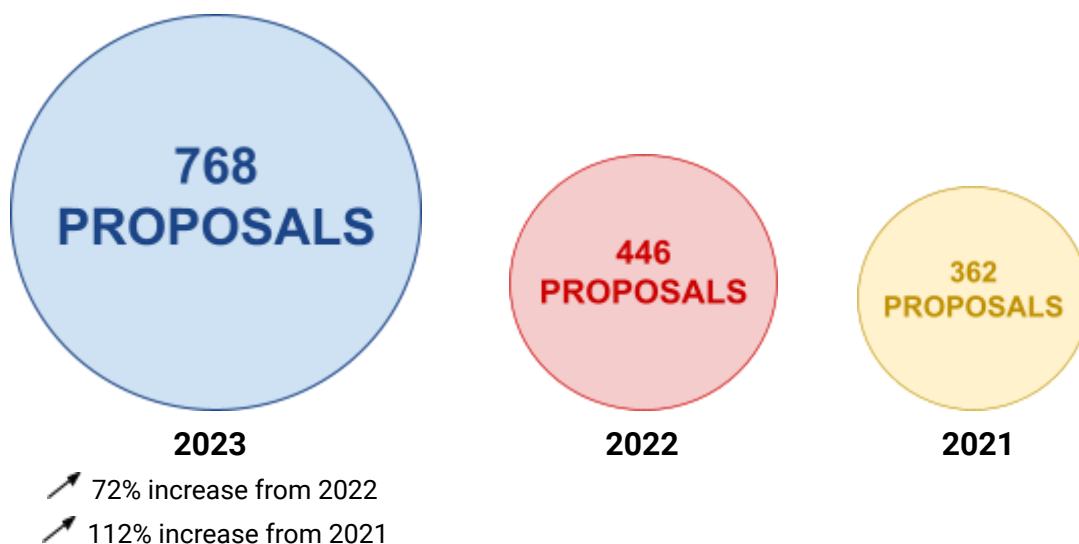 768
PROPOSALS
446
PROPOSALS
362
PROPOSALS
2023
2022
2021
72% increase from 2022
112% increase from 2021